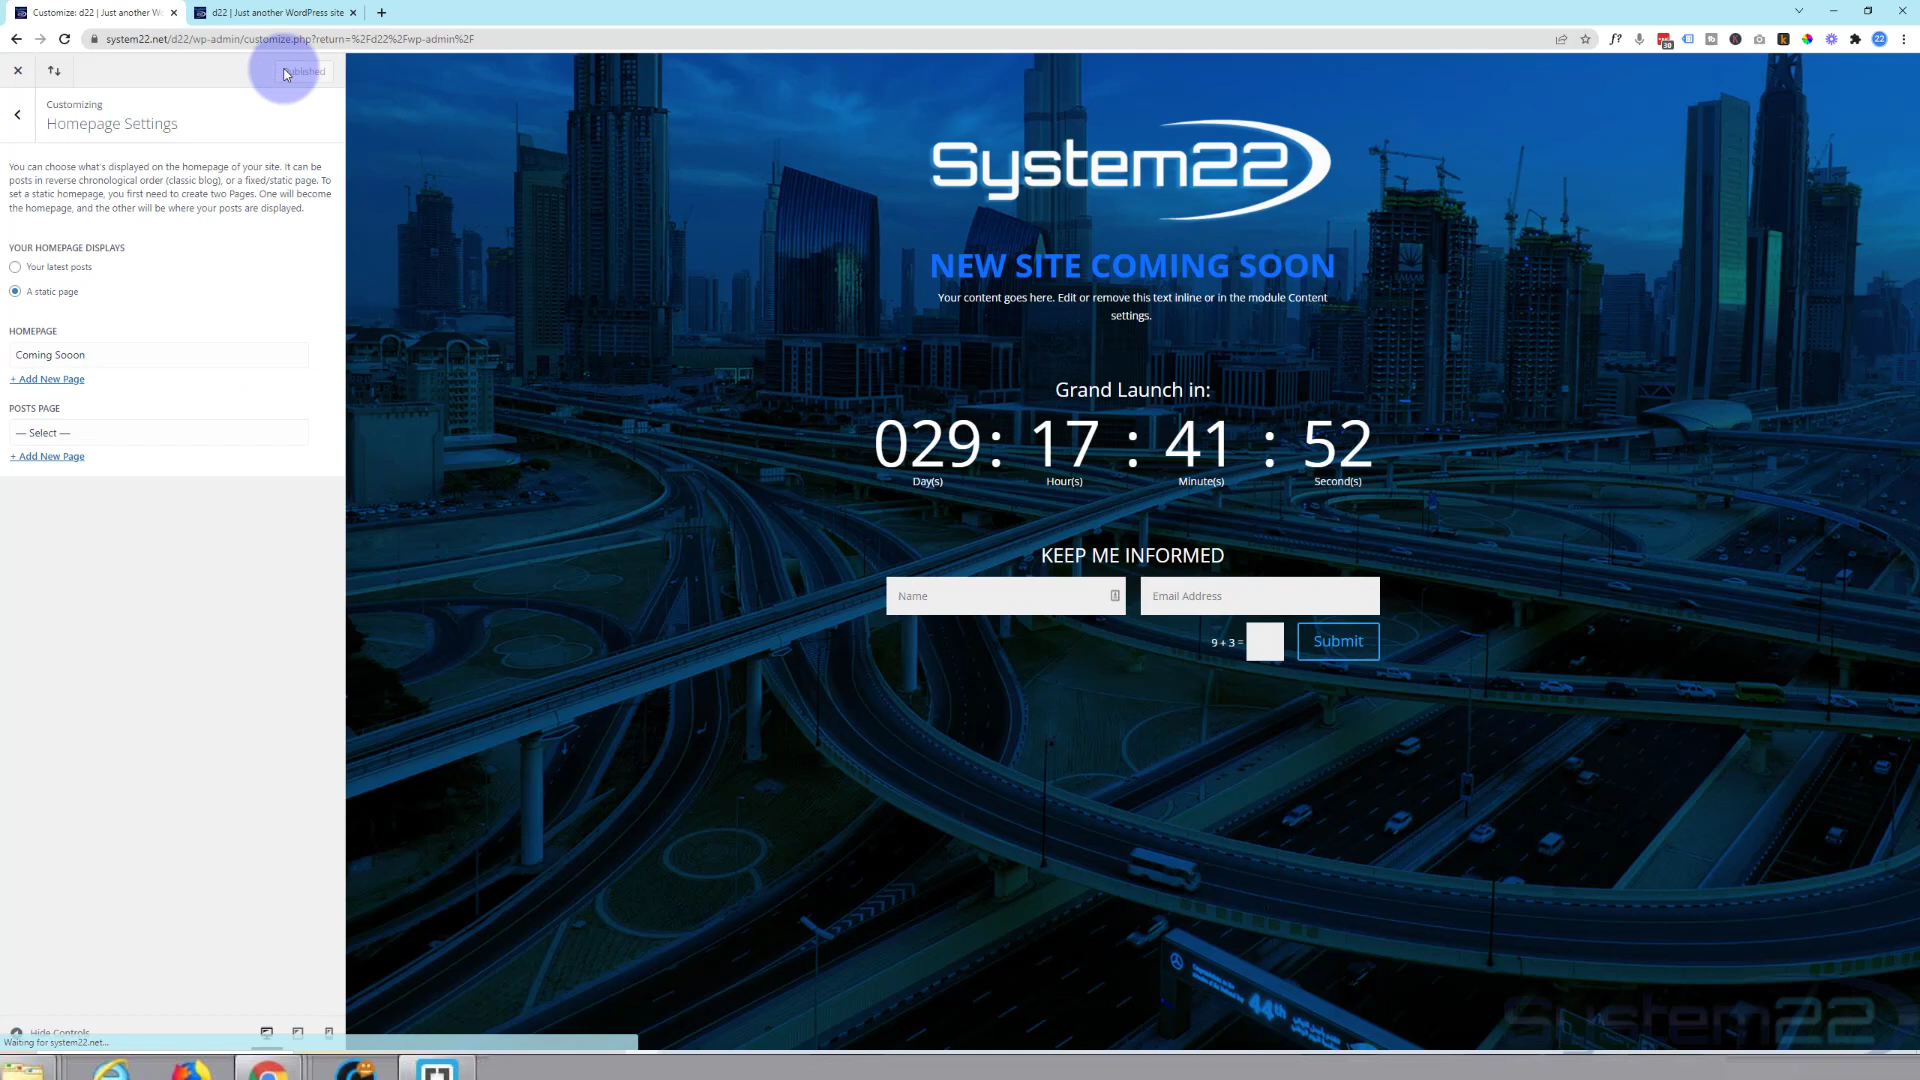 Customize: d22 | Just another Wo
d22 | Just another WordPress site
system22.net/d22/wp-admin/customize.php?return=%2Fd22%2Fwp-admin%2F
f?
30
22
Published
Customizing
Homepage Settings
You can choose what's displayed on the homepage of your site. It can be
posts in reverse chronological order (classic blog), or a fixed/static page. To
set a static homepage, you first need to create two Pages. One will become
the homepage, and the other will be where your posts are displayed.
YOUR HOMEPAGE DISPLAYS
Your latest posts
A static page
HOMEPAGE
Coming Sooon
+ Add New Page
POSTS PAGE
— Select —
+ Add New Page
System22
NEW SITE COMING SOON
Your content goes here. Edit or remove this text inline or in the module Content
settings.
Grand Launch in:
029 : 17 : 41 : 52
Day(s) Hour(s) Minute(s) Second(s)
KEEP ME INFORMED
Name Email Address
9 + 3 = Submit
44th
System22
Hide Controls
Waiting for system22.net...